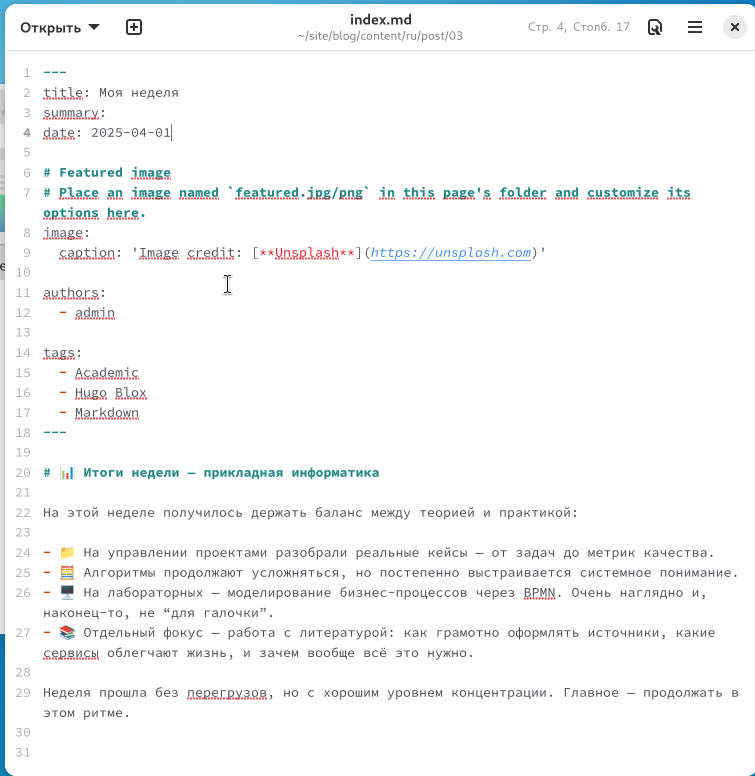 Открыть
index.md
~/site/blog/content/ru/post/03
Стр. 4, Столб. 17
1 ---
2 title: Моя неделя
3 summary:
4 date: 2025-04-01
5
6 # Featured image
7 # Place an image named `featured.jpg/png` in this page's folder and customize its
options here.
8 image:
9   caption: 'Image credit: [**Unsplash**](https://unsplash.com)'
10
11 authors:
12   - admin
13
14 tags:
15   - Academic
16   - Hugo Blox
17   - Markdown
18 ---
19
20 # 📊 Итоги недели — прикладная информатика
21
22 На этой неделе получилось держать баланс между теорией и практикой:
23
24 - 📁 На управлении проектами разобрали реальные кейсы — от задач до метрик качества.
25 - 🧮 Алгоритмы продолжают усложняться, но постепенно выстраивается системное понимание.
26 - 🖥️ На лабораторных — моделирование бизнес-процессов через BPMN. Очень наглядно и,
наконец-то, не “для галочки”.
27 - 📚 Отдельный фокус — работа с литературой: как грамотно оформлять источники, какие
сервисы облегчают жизнь, и зачем вообще всё это нужно.
28
29 Неделя прошла без перегрузов, но с хорошим уровнем концентрации. Главное — продолжать в
этом ритме.
30
31